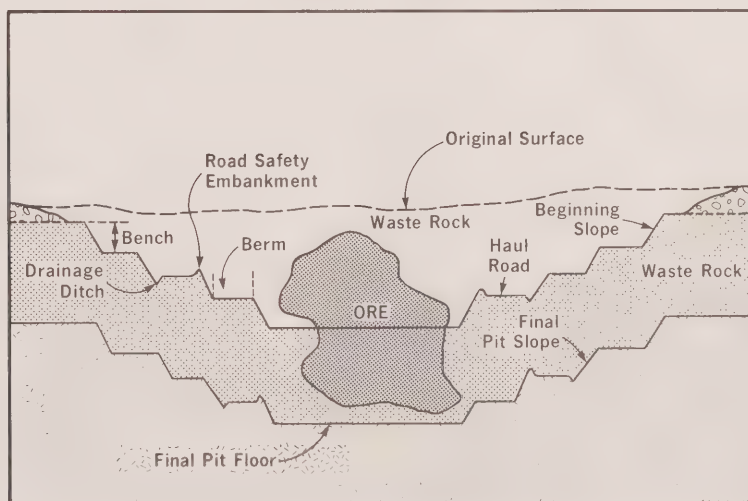 Original Surface
Road Safety
Embankment
Waste Rock
Beginning
Slope
Bench
Berm
Haul
Road
Drainage
Ditch
Waste Rock
ORE
Final
Pit Slope
Final Pit Floor